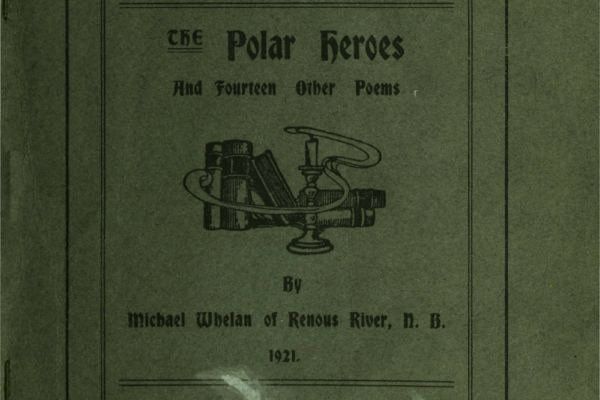 THE Polar Heroes
And Fourteen Other Poems
By
Michael Whelan of Renous River, N. B.
1921.